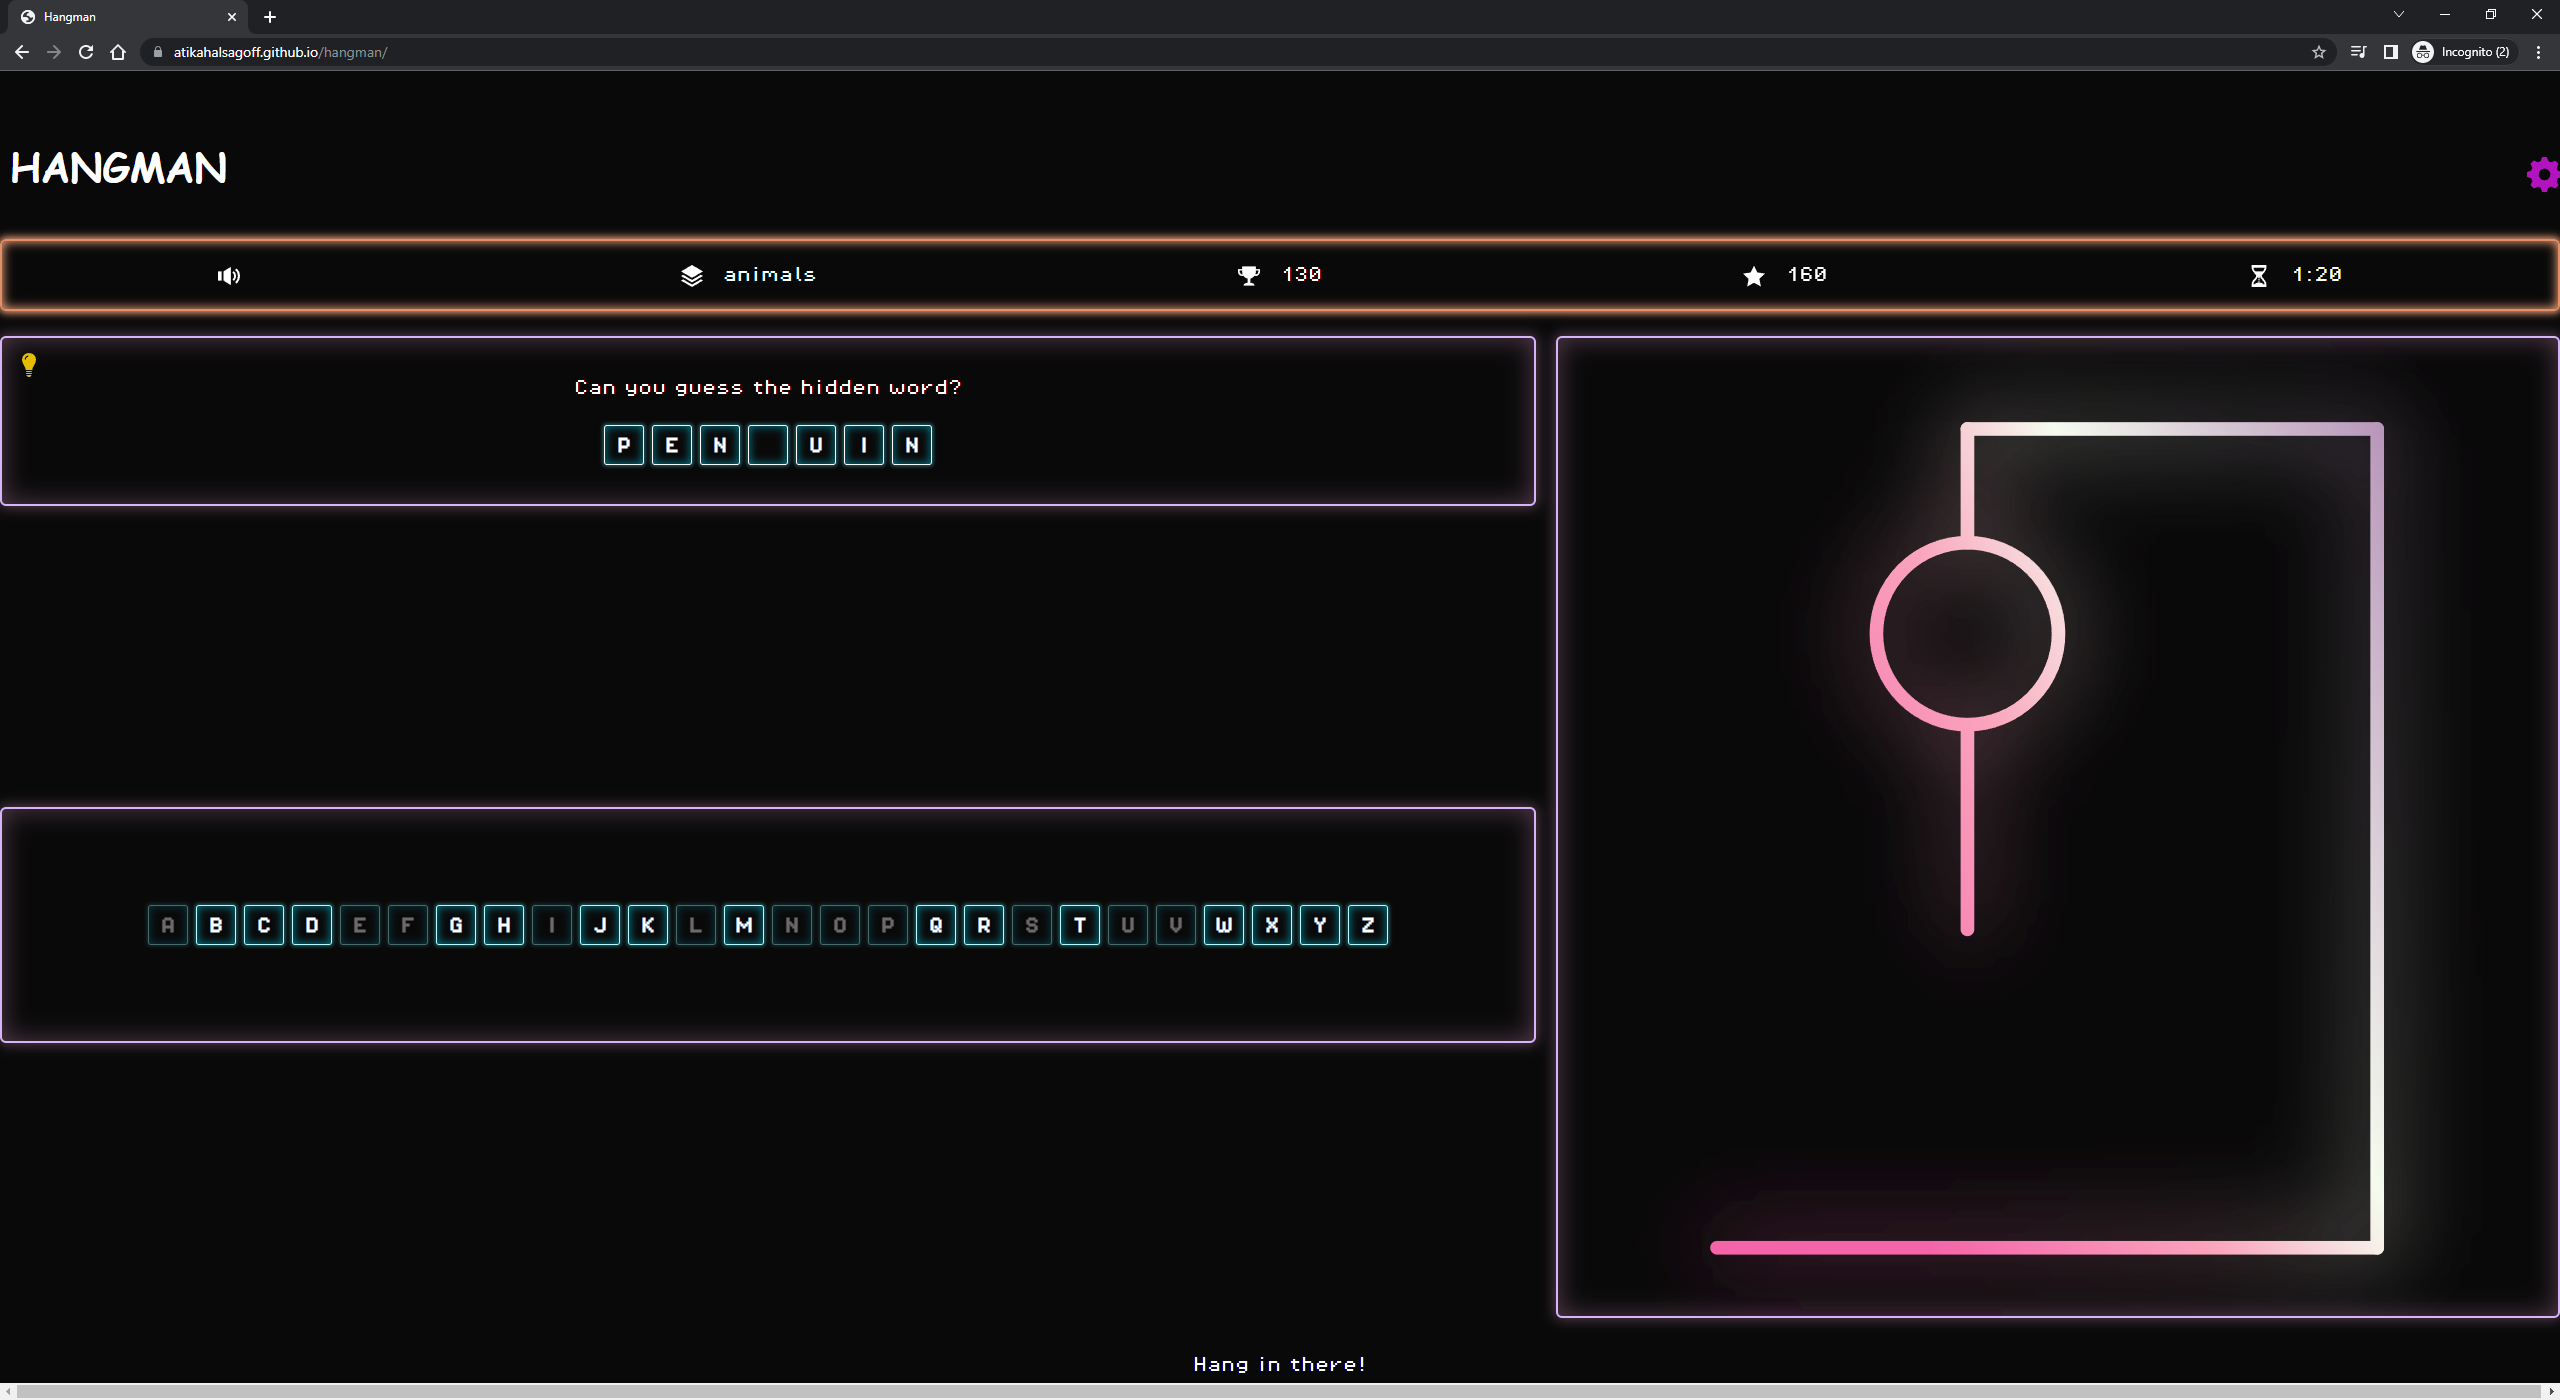 Hangman
atikahalsagoff.github.io/hangman/
Incognito (2)
HANGMAN
animals 130 160 1:20
Can you guess the hidden word?
P E N U I N
A B C D E F G H I J K L M N O P Q R S T U V W X Y Z
Hang in there!